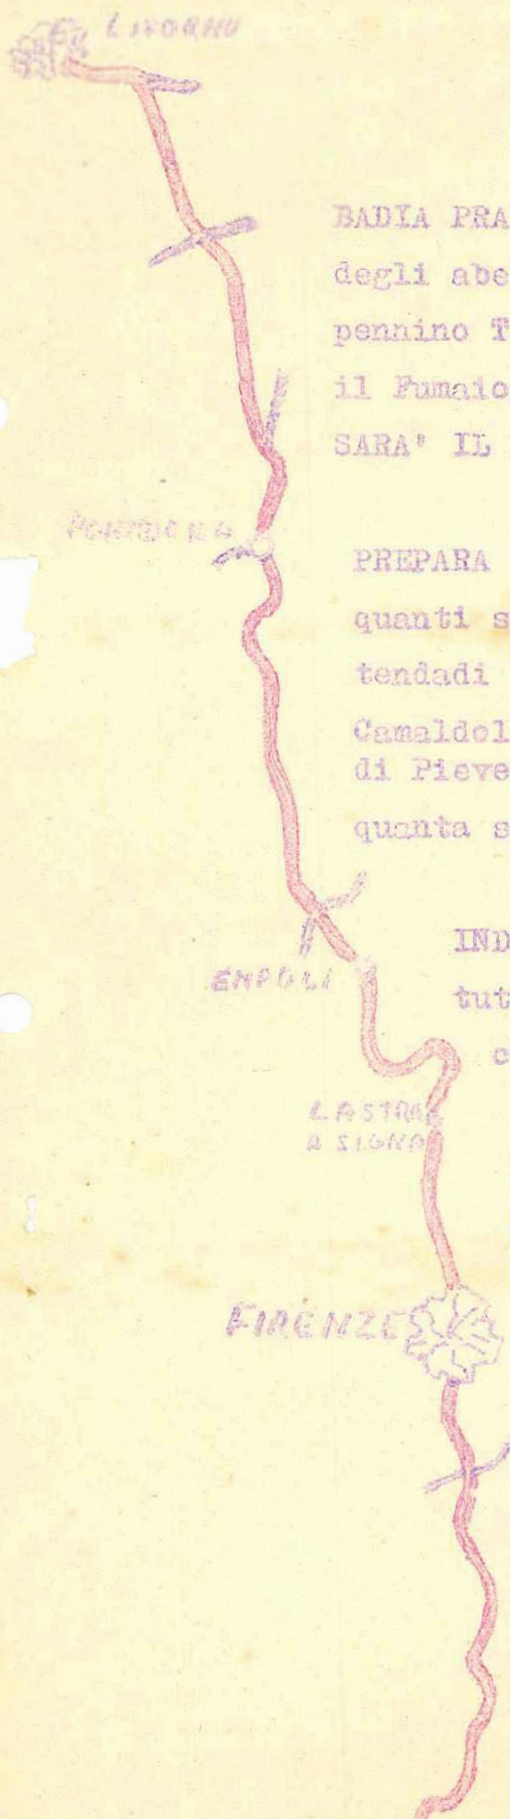 LIVORNO
BADIA PRA
degli abe
pennino T
il Fumaio
SARA' IL
PONTEDERA
PREPARA
quanti s
tendadi
Camaldol
di Pieve
quanta s
IND
EMPOLI
tut
c
LASTRA
A SIGNA
FIRENZE